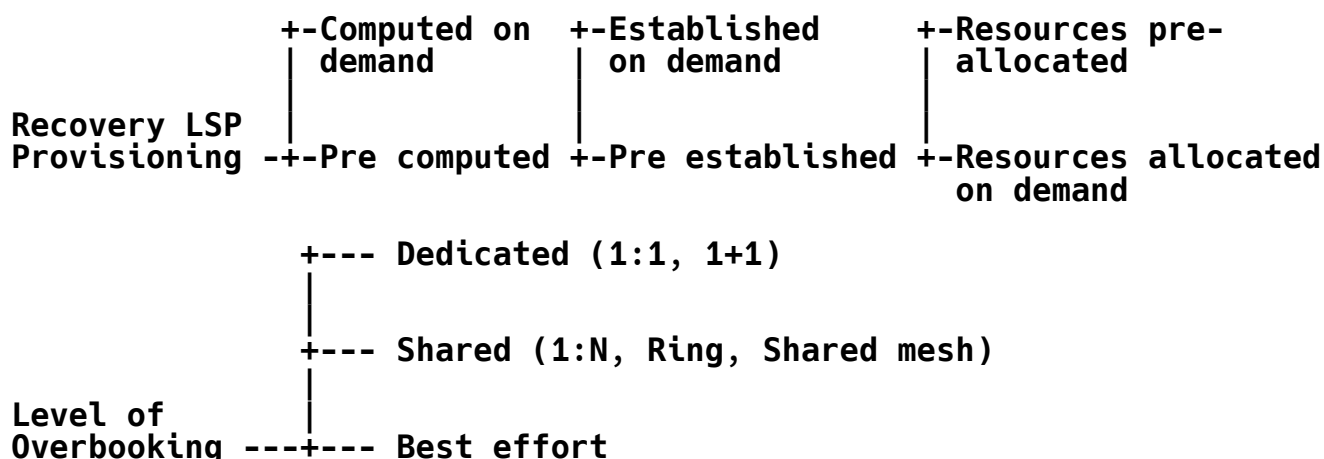 +-Computed on  +-Established     +-Resources pre-
| demand       | on demand       | allocated
|              |                 |
Recovery LSP   |              |                 |
Provisioning -+-Pre computed +-Pre established +-Resources allocated
on demand
+--- Dedicated (1:1, 1+1)
|
|
+--- Shared (1:N, Ring, Shared mesh)
|
Level of       |
Overbooking ---+--- Best effort